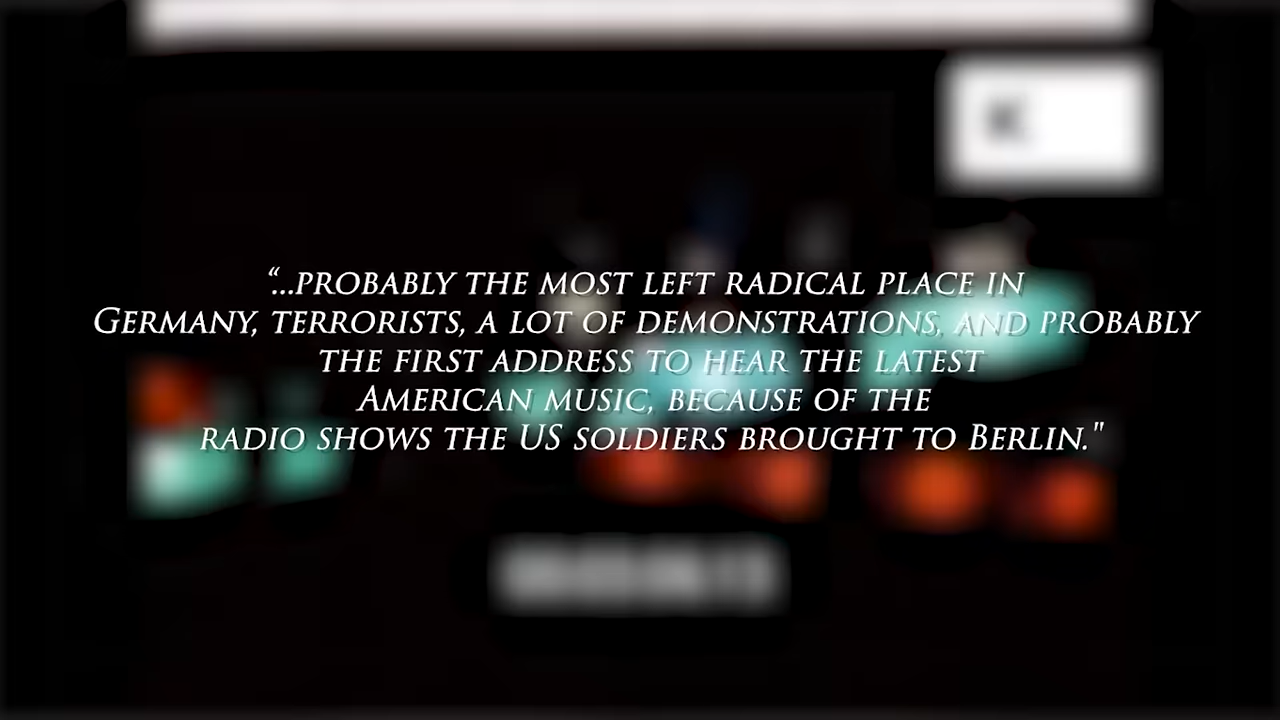 “...PROBABLY THE MOST LEFT RADICAL PLACE IN
GERMANY, TERRORISTS, A LOT OF DEMONSTRATIONS, AND PROBABLY
THE FIRST ADDRESS TO HEAR THE LATEST
AMERICAN MUSIC, BECAUSE OF THE
RADIO SHOWS THE US SOLDIERS BROUGHT TO BERLIN."